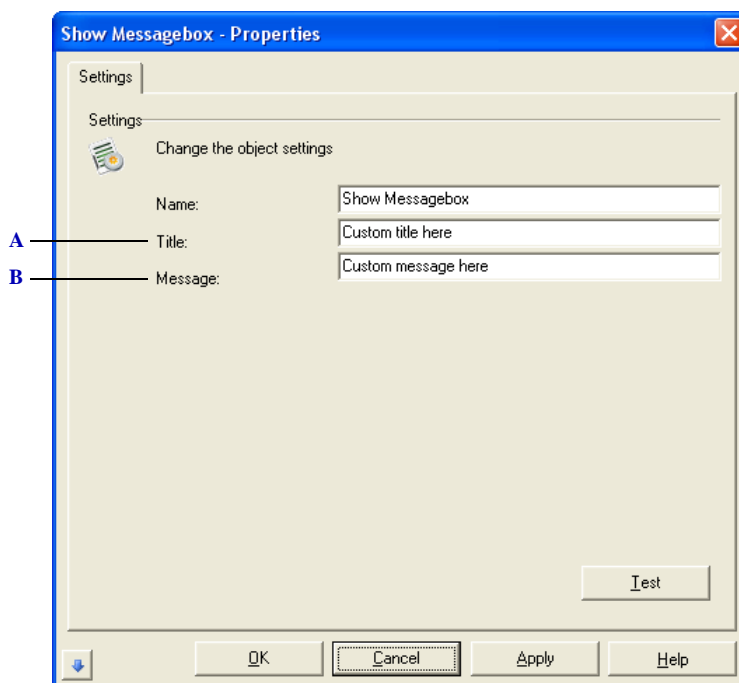 Show Messagebox - Properties
Settings
Settings
Change the object settings
Name: Show Messagebox
A Title: Custom title here
B Message: Custom message here
Test
OK Cancel Apply Help